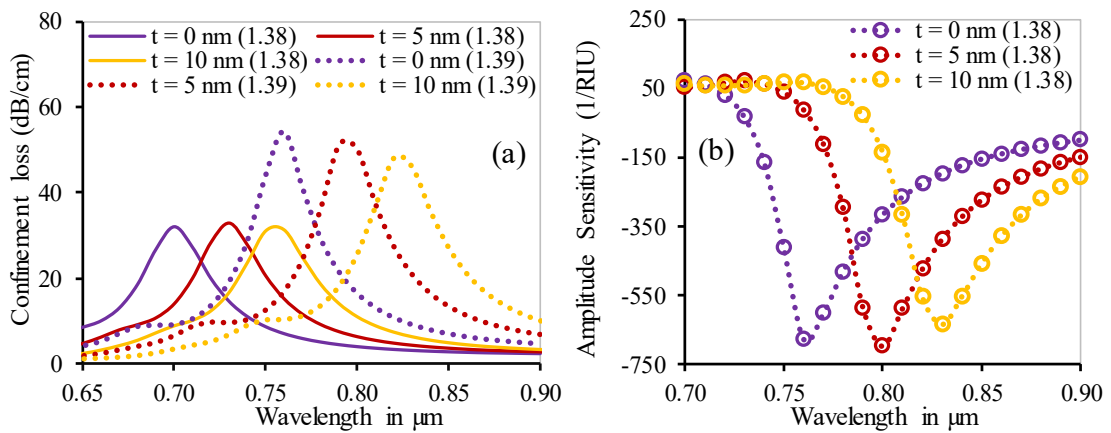 80
60
40
20
0
Confinement loss (dB/cm)
t = 0 nm (1.38)
t = 5 nm (1.38)
t = 10 nm (1.38)
t = 0 nm (1.39)
t = 5 nm (1.39)
t = 10 nm (1.39)
(a)
0.65 0.70 0.75 0.80 0.85 0.90
Wavelength in µm
250
50
-150
-350
-550
-750
Amplitude Sensitivity (1/RIU)
t = 0 nm (1.38)
t = 5 nm (1.38)
t = 10 nm (1.38)
(b)
0.70 0.75 0.80 0.85 0.90
Wavelength in µm